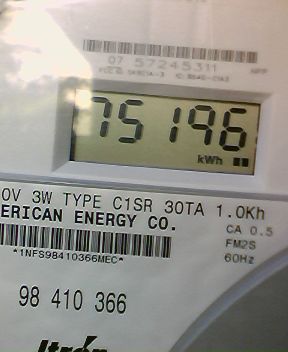 07 57245311
75196
kWh
0V 3W TYPE C1SR 30TA 1.0Kh
ERICAN ENERGY CO.
CA 0.5
FM2S
*1NFS98410366MEC*
60Hz
98 410 366
Itrón